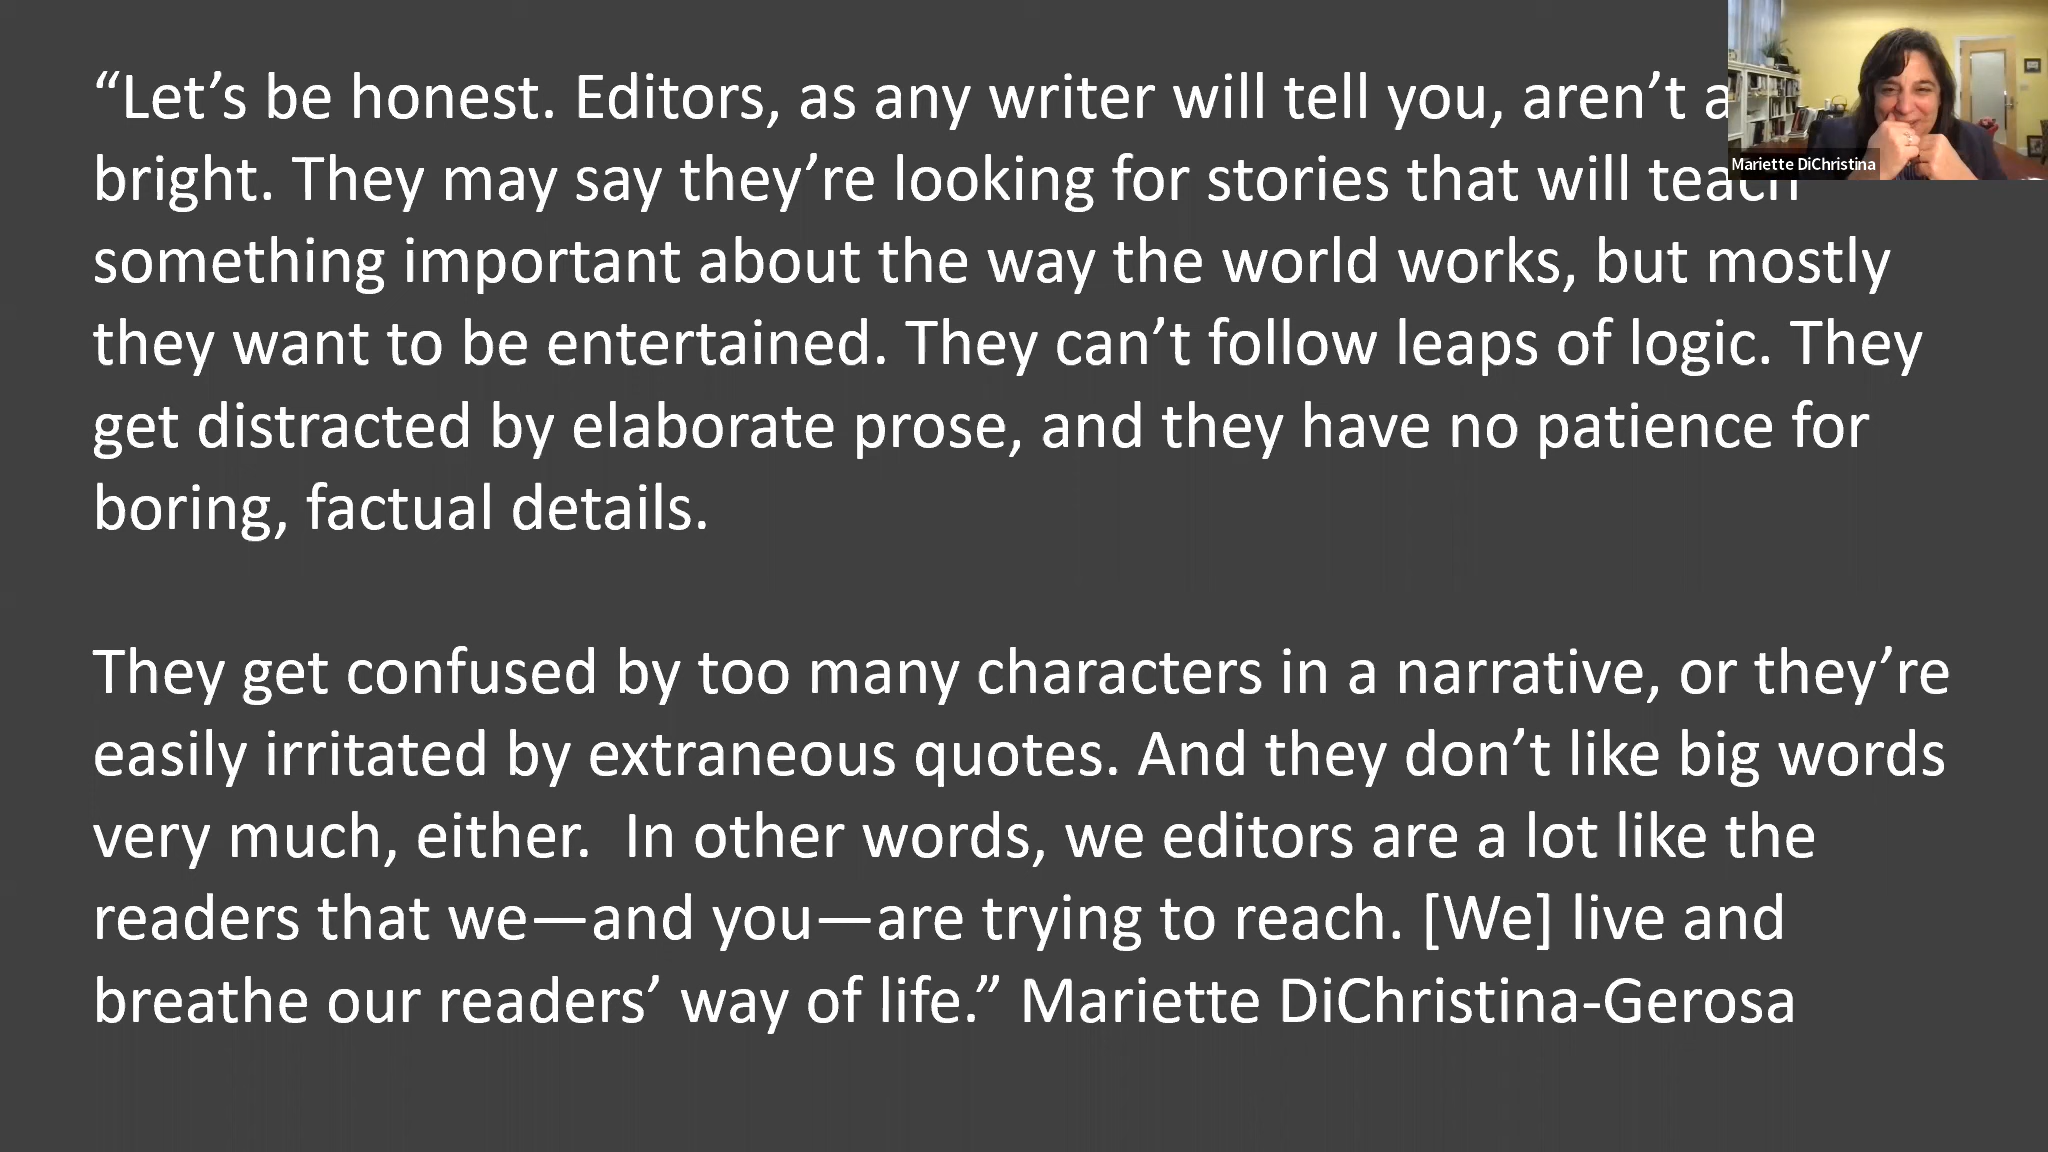 “Let’s be honest. Editors, as any writer will tell you, aren’t
bright. They may say they’re looking for stories that will teach
something important about the way the world works, but mostly
they want to be entertained. They can’t follow leaps of logic. They
get distracted by elaborate prose, and they have no patience for
boring, factual details.
They get confused by too many characters in a narrative, or they’re
easily irritated by extraneous quotes. And they don’t like big words
very much, either.  In other words, we editors are a lot like the
readers that we—and you—are trying to reach. [We] live and
breathe our readers’ way of life.” Mariette DiChristina-Gerosa
Mariette DiChristina